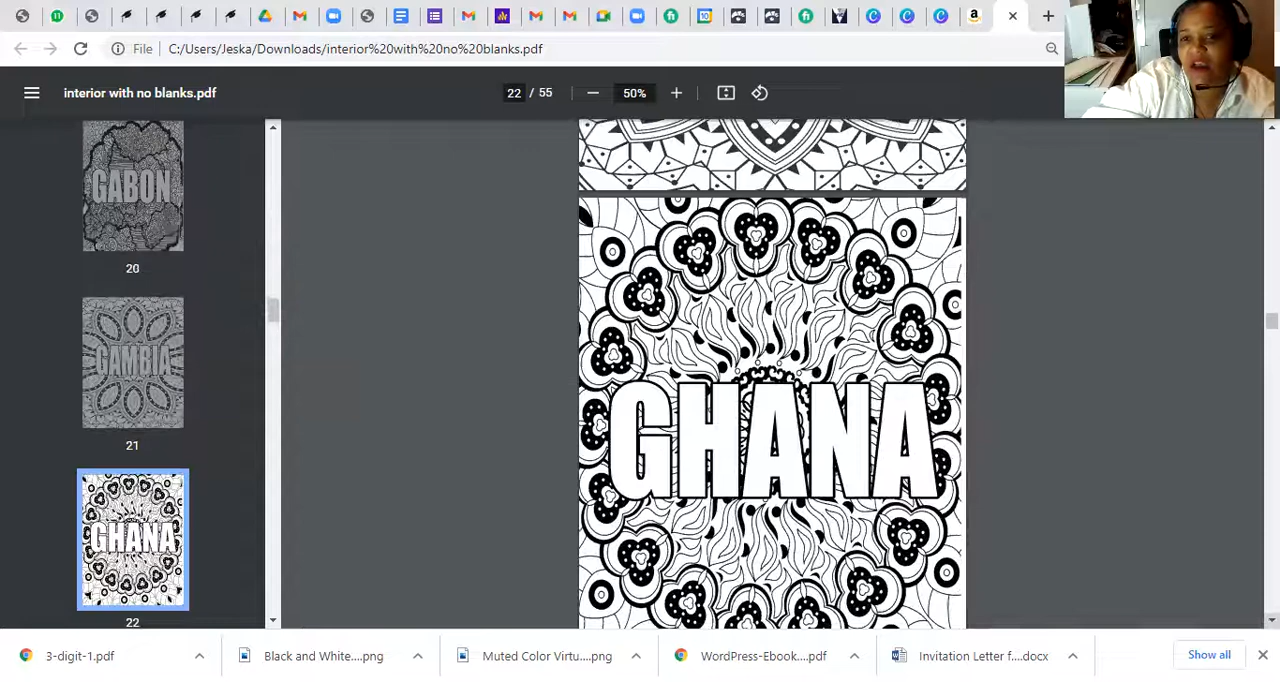 File
C:/Users/Jeska/Downloads/interior%20with%20no%20blanks.pdf
interior with no blanks.pdf
22 / 55
50%
GABON
20
GAMBIA
21
GHANA
22
GHANA
3-digit-1.pdf
Black and White....png
Muted Color Virtu....png
WordPress-Ebook....pdf
Invitation Letter f....docx
Show all